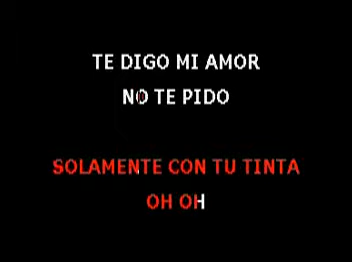 TE DIGO MI AMOR
NO TE PIDO
SOLAMENTE CON TU TINTA
OH OH